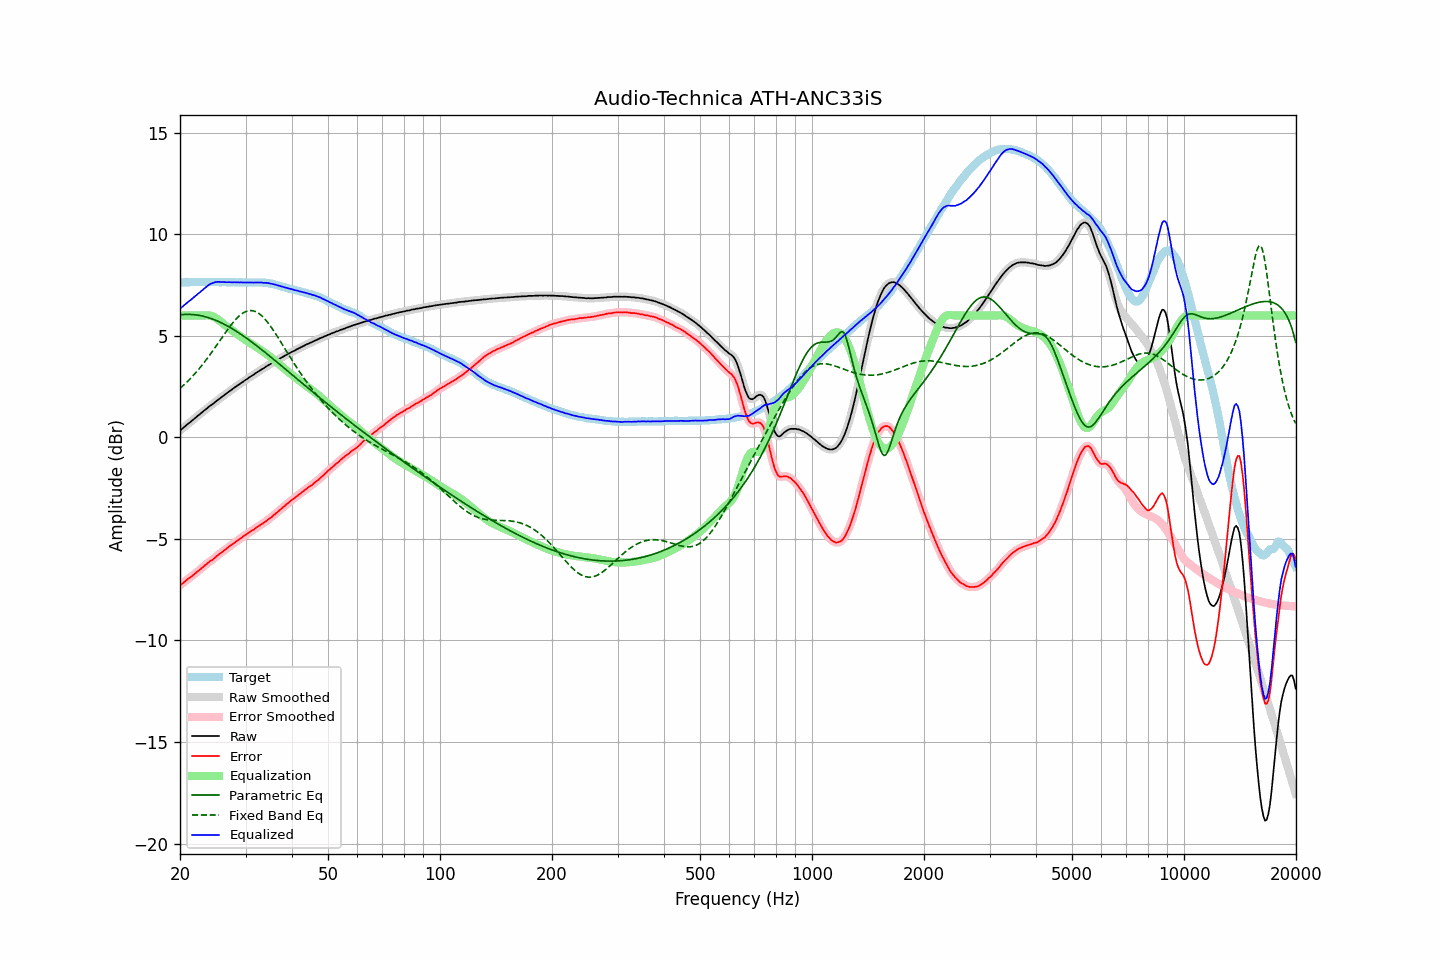 Audio-Technica ATH-ANC33iS
Amplitude (dBr)
15
10
5
0
−5
−10
−15
−20
Target
Raw Smoothed
Error Smoothed
Raw
Error
Equalization
Parametric Eq
Fixed Band Eq
Equalized
20 50 100 200 500 1000 2000 5000 10000 20000
Frequency (Hz)